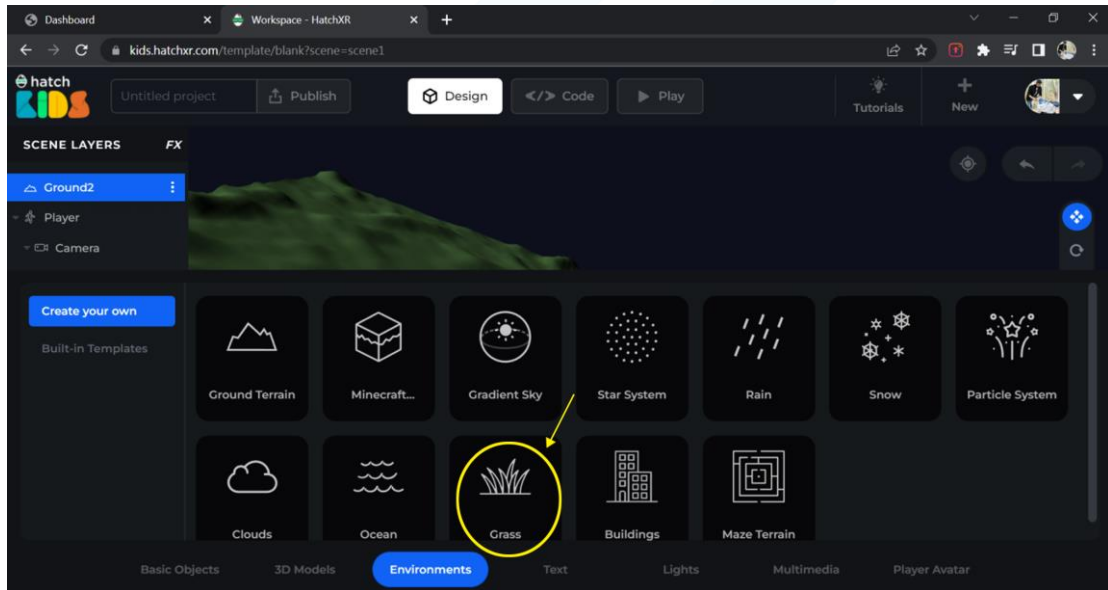 Dashboard
Workspace - HatchXR
kids.hatchxr.com/template/blank?scene=scene1
hatch
KIDS
Untitled project
Publish
Design
</> Code
Play
Tutorials
New
SCENE LAYERS FX
Ground2
Player
Camera
Create your own
Built-in Templates
Ground Terrain
Minecraft...
Gradient Sky
Star System
Rain
Snow
Particle System
Clouds
Ocean
Grass
Buildings
Maze Terrain
Basic Objects
3D Models
Environments
Text
Lights
Multimedia
Player Avatar